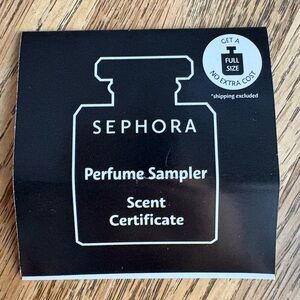 GET A
FULL
SIZE
NO EXTRA COST
*shipping excluded
SEPHORA
Perfume Sampler
Scent
Certificate